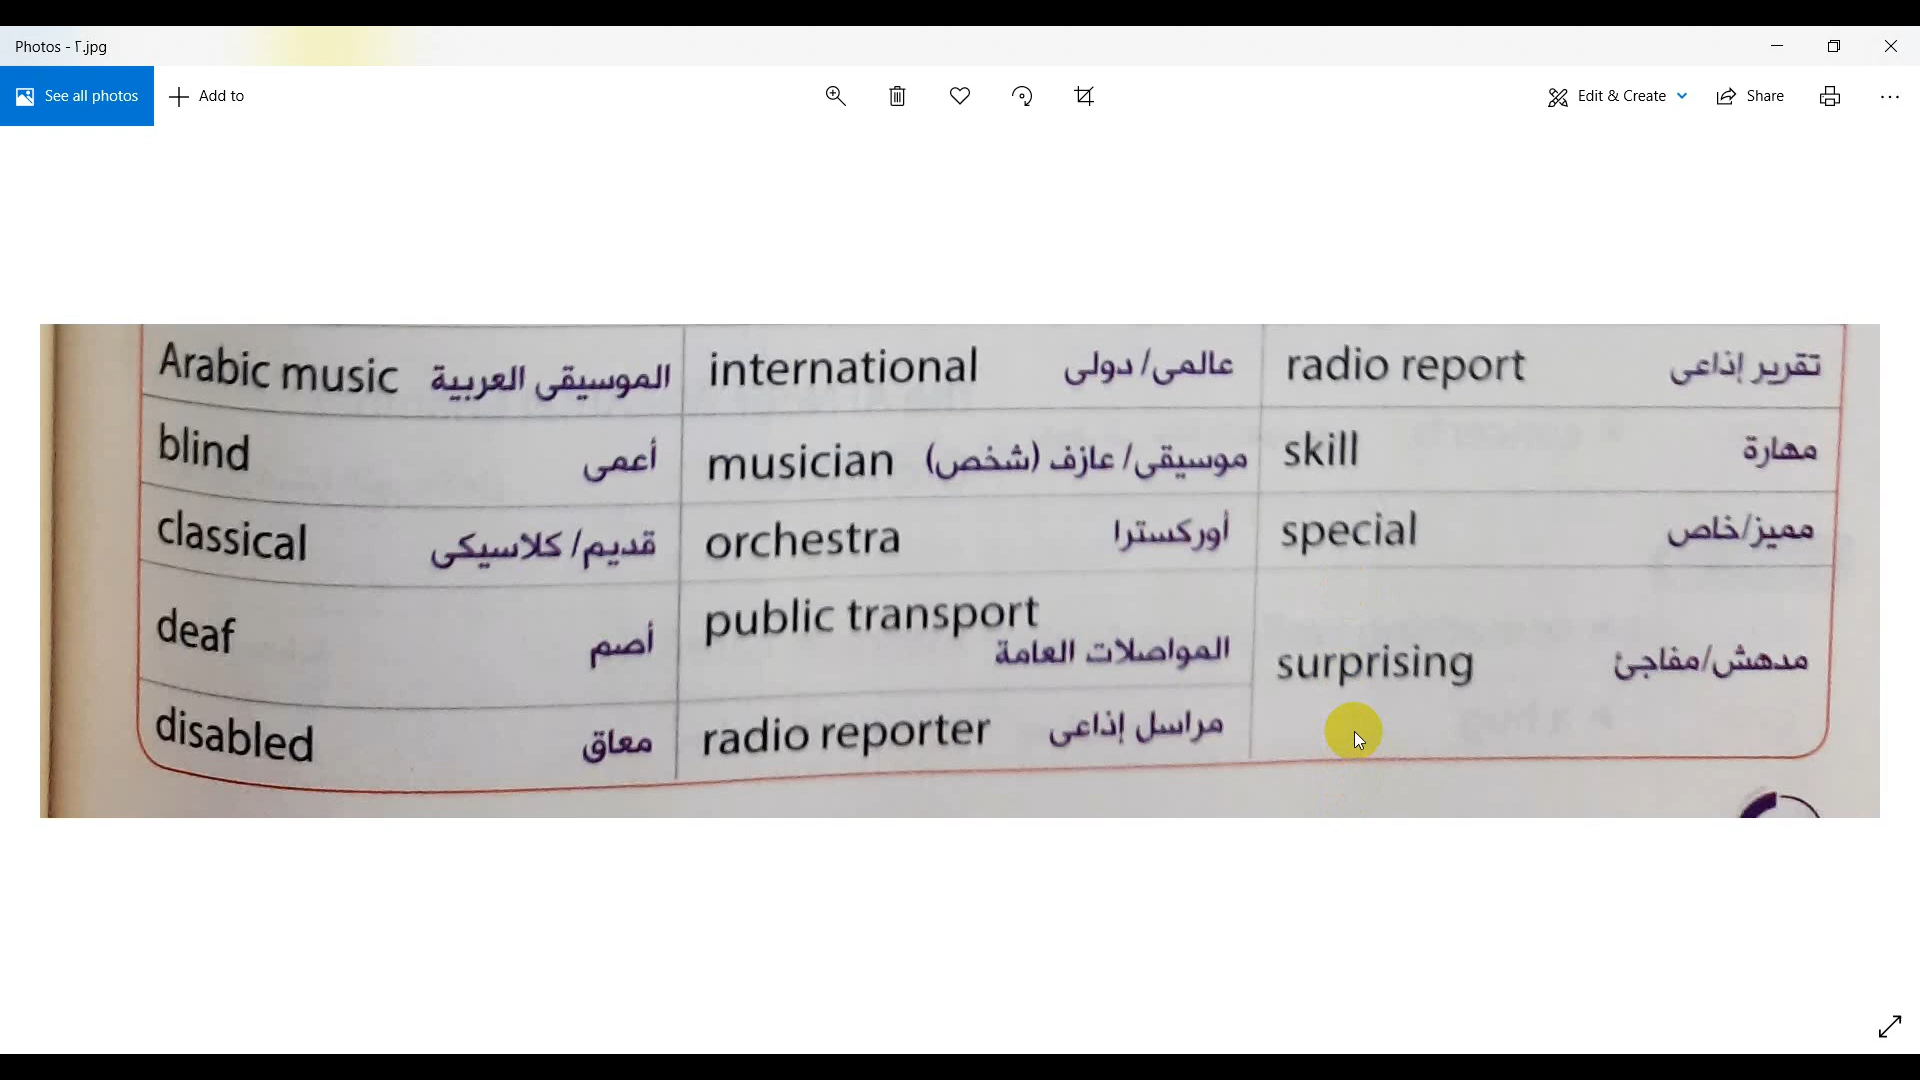 Photos - ٢.jpg
See all photos
Add to
Edit & Create
Share
Arabic music الموسيقى العربية
international عالمى/ دولى
radio report تقرير إذاعى
blind أعمى
musician موسيقى/ عازف (شخص)
skill مهارة
classical قديم/ كلاسيكى
orchestra أوركسترا
special مميز/خاص
deaf أصم
public transport
المواصلات العامة
surprising مدهش/مفاجئ
disabled معاق
radio reporter مراسل إذاعى